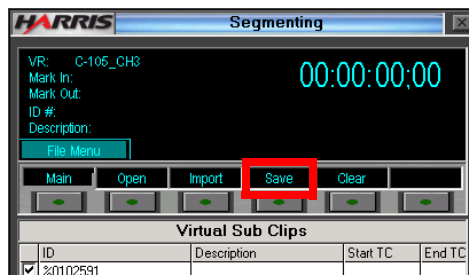 HARRIS Segmenting
VR: C-105_CH3
00:00:00;00
Mark In:
Mark Out:
ID #:
Description:
File Menu
Main Open Import Save Clear
Virtual Sub Clips
ID Description Start TC End TC
%0102591